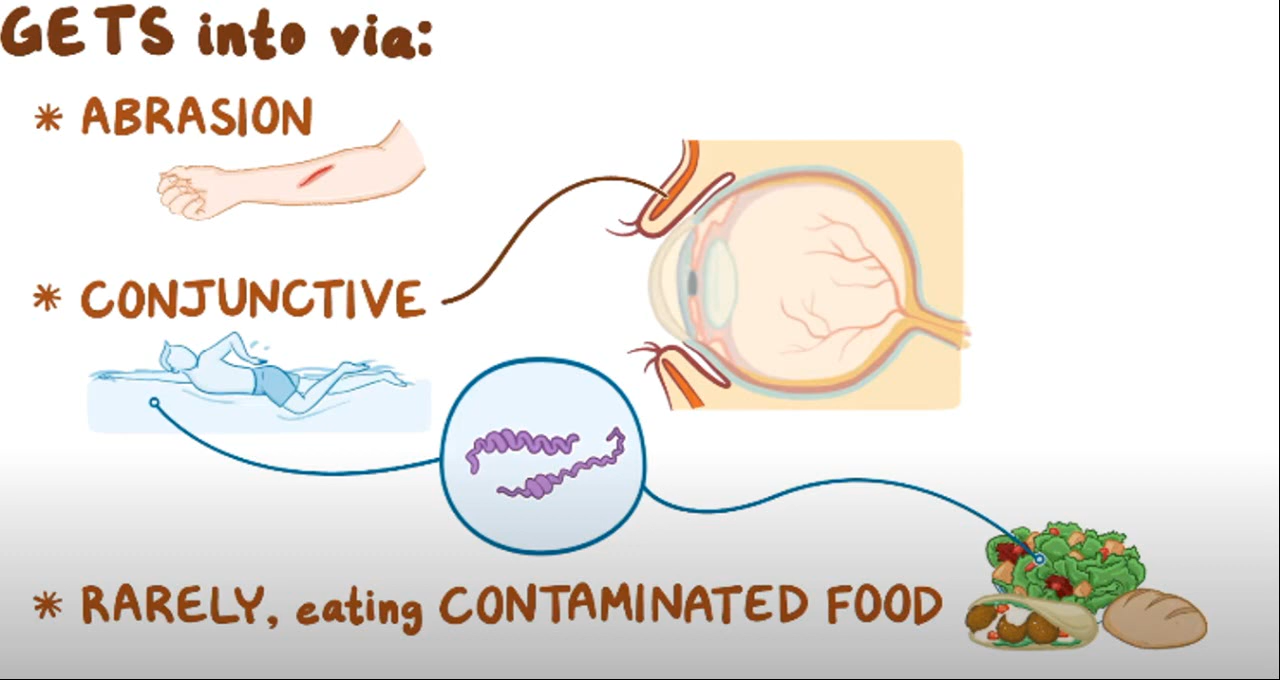 GETS into via:
* ABRASION
* CONJUNCTIVE
* RARELY, eating CONTAMINATED FOOD